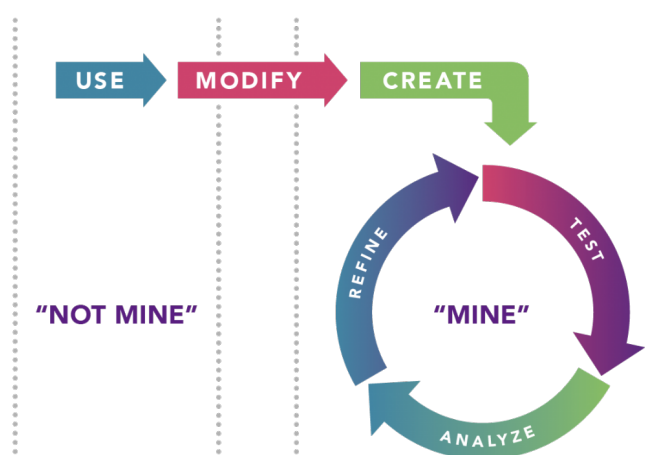 USE
MODIFY
CREATE
TEST
REFINE
“NOT MINE”
“MINE”
ANALYZE